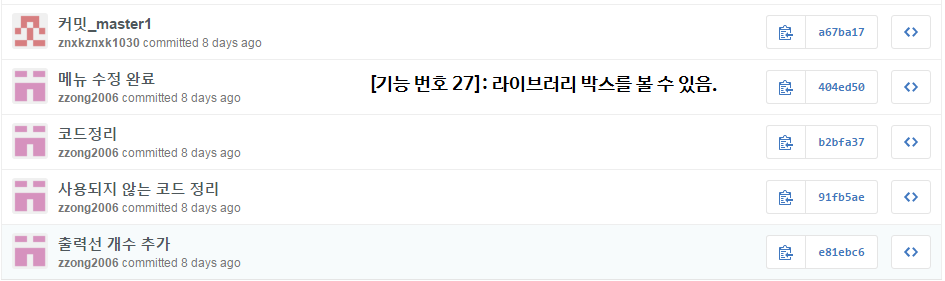 커밋_master1
znxkznxk1030 committed 8 days ago
a67ba17
메뉴 수정 완료
zzong2006 committed 8 days ago
[기능 번호 27] : 라이브러리 박스를 볼 수 있음.
404ed50
코드정리
zzong2006 committed 8 days ago
b2bfa37
사용되지 않는 코드 정리
zzong2006 committed 8 days ago
91fb5ae
출력선 개수 추가
zzong2006 committed 8 days ago
e81ebc6